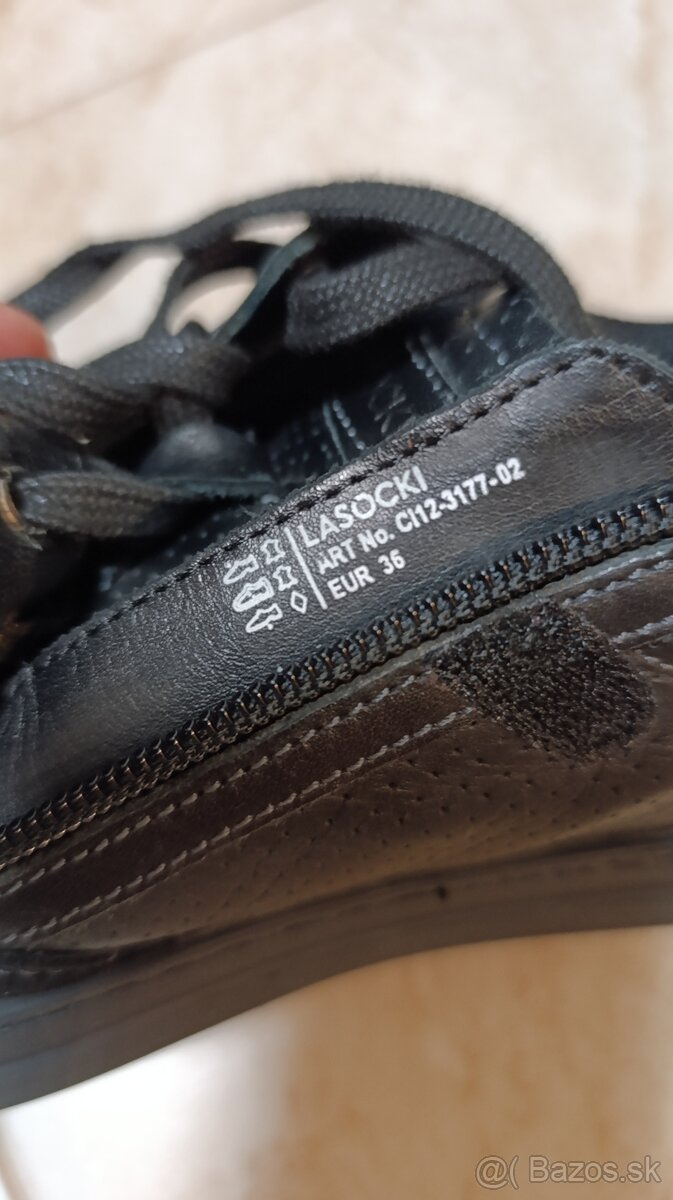 LASOCKI
ART No. CI12-3177-02
EUR 36
@( Bazos.sk